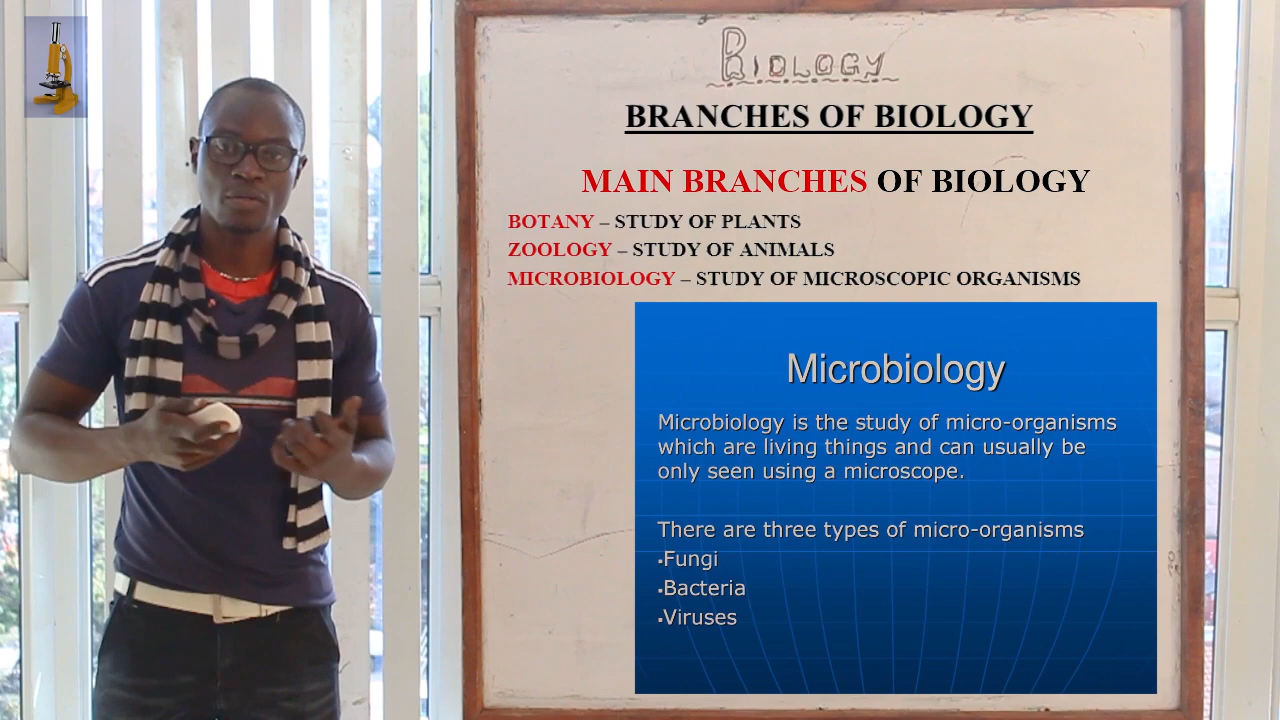 BIOLOGY
BRANCHES OF BIOLOGY
MAIN BRANCHES OF BIOLOGY
BOTANY – STUDY OF PLANTS
ZOOLOGY – STUDY OF ANIMALS
MICROBIOLOGY – STUDY OF MICROSCOPIC ORGANISMS
Microbiology
Microbiology is the study of micro-organisms
which are living things and can usually be
only seen using a microscope.
There are three types of micro-organisms
▪Fungi
▪Bacteria
▪Viruses